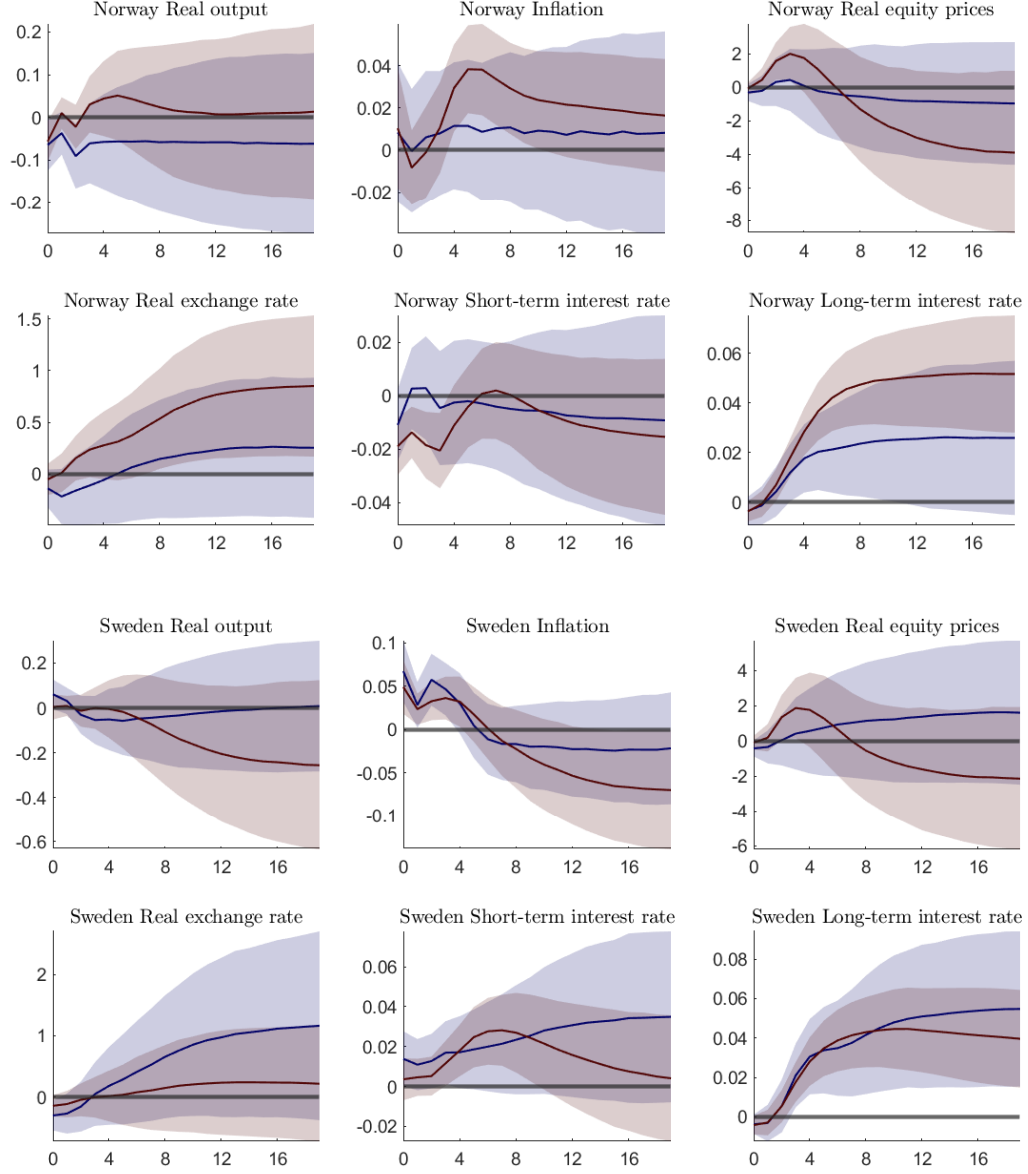 Norway Real output
0.2
0.1
0
-0.1
-0.2
0 4 8 12 16
Norway Inflation
0.04
0.02
0
-0.02
0 4 8 12 16
Norway Real equity prices
2
0
-2
-4
-6
-8
0 4 8 12 16
Norway Real exchange rate
1.5
1
0.5
0
0 4 8 12 16
Norway Short-term interest rate
0.02
0
-0.02
-0.04
0 4 8 12 16
Norway Long-term interest rate
0.06
0.04
0.02
0
0 4 8 12 16
Sweden Real output
0.2
0
-0.2
-0.4
-0.6
0 4 8 12 16
Sweden Inflation
0.1
0.05
0
-0.05
-0.1
0 4 8 12 16
Sweden Real equity prices
4
2
0
-2
-4
-6
0 4 8 12 16
Sweden Real exchange rate
2
1
0
0 4 8 12 16
Sweden Short-term interest rate
0.06
0.04
0.02
0
-0.02
0 4 8 12 16
Sweden Long-term interest rate
0.08
0.06
0.04
0.02
0
0 4 8 12 16